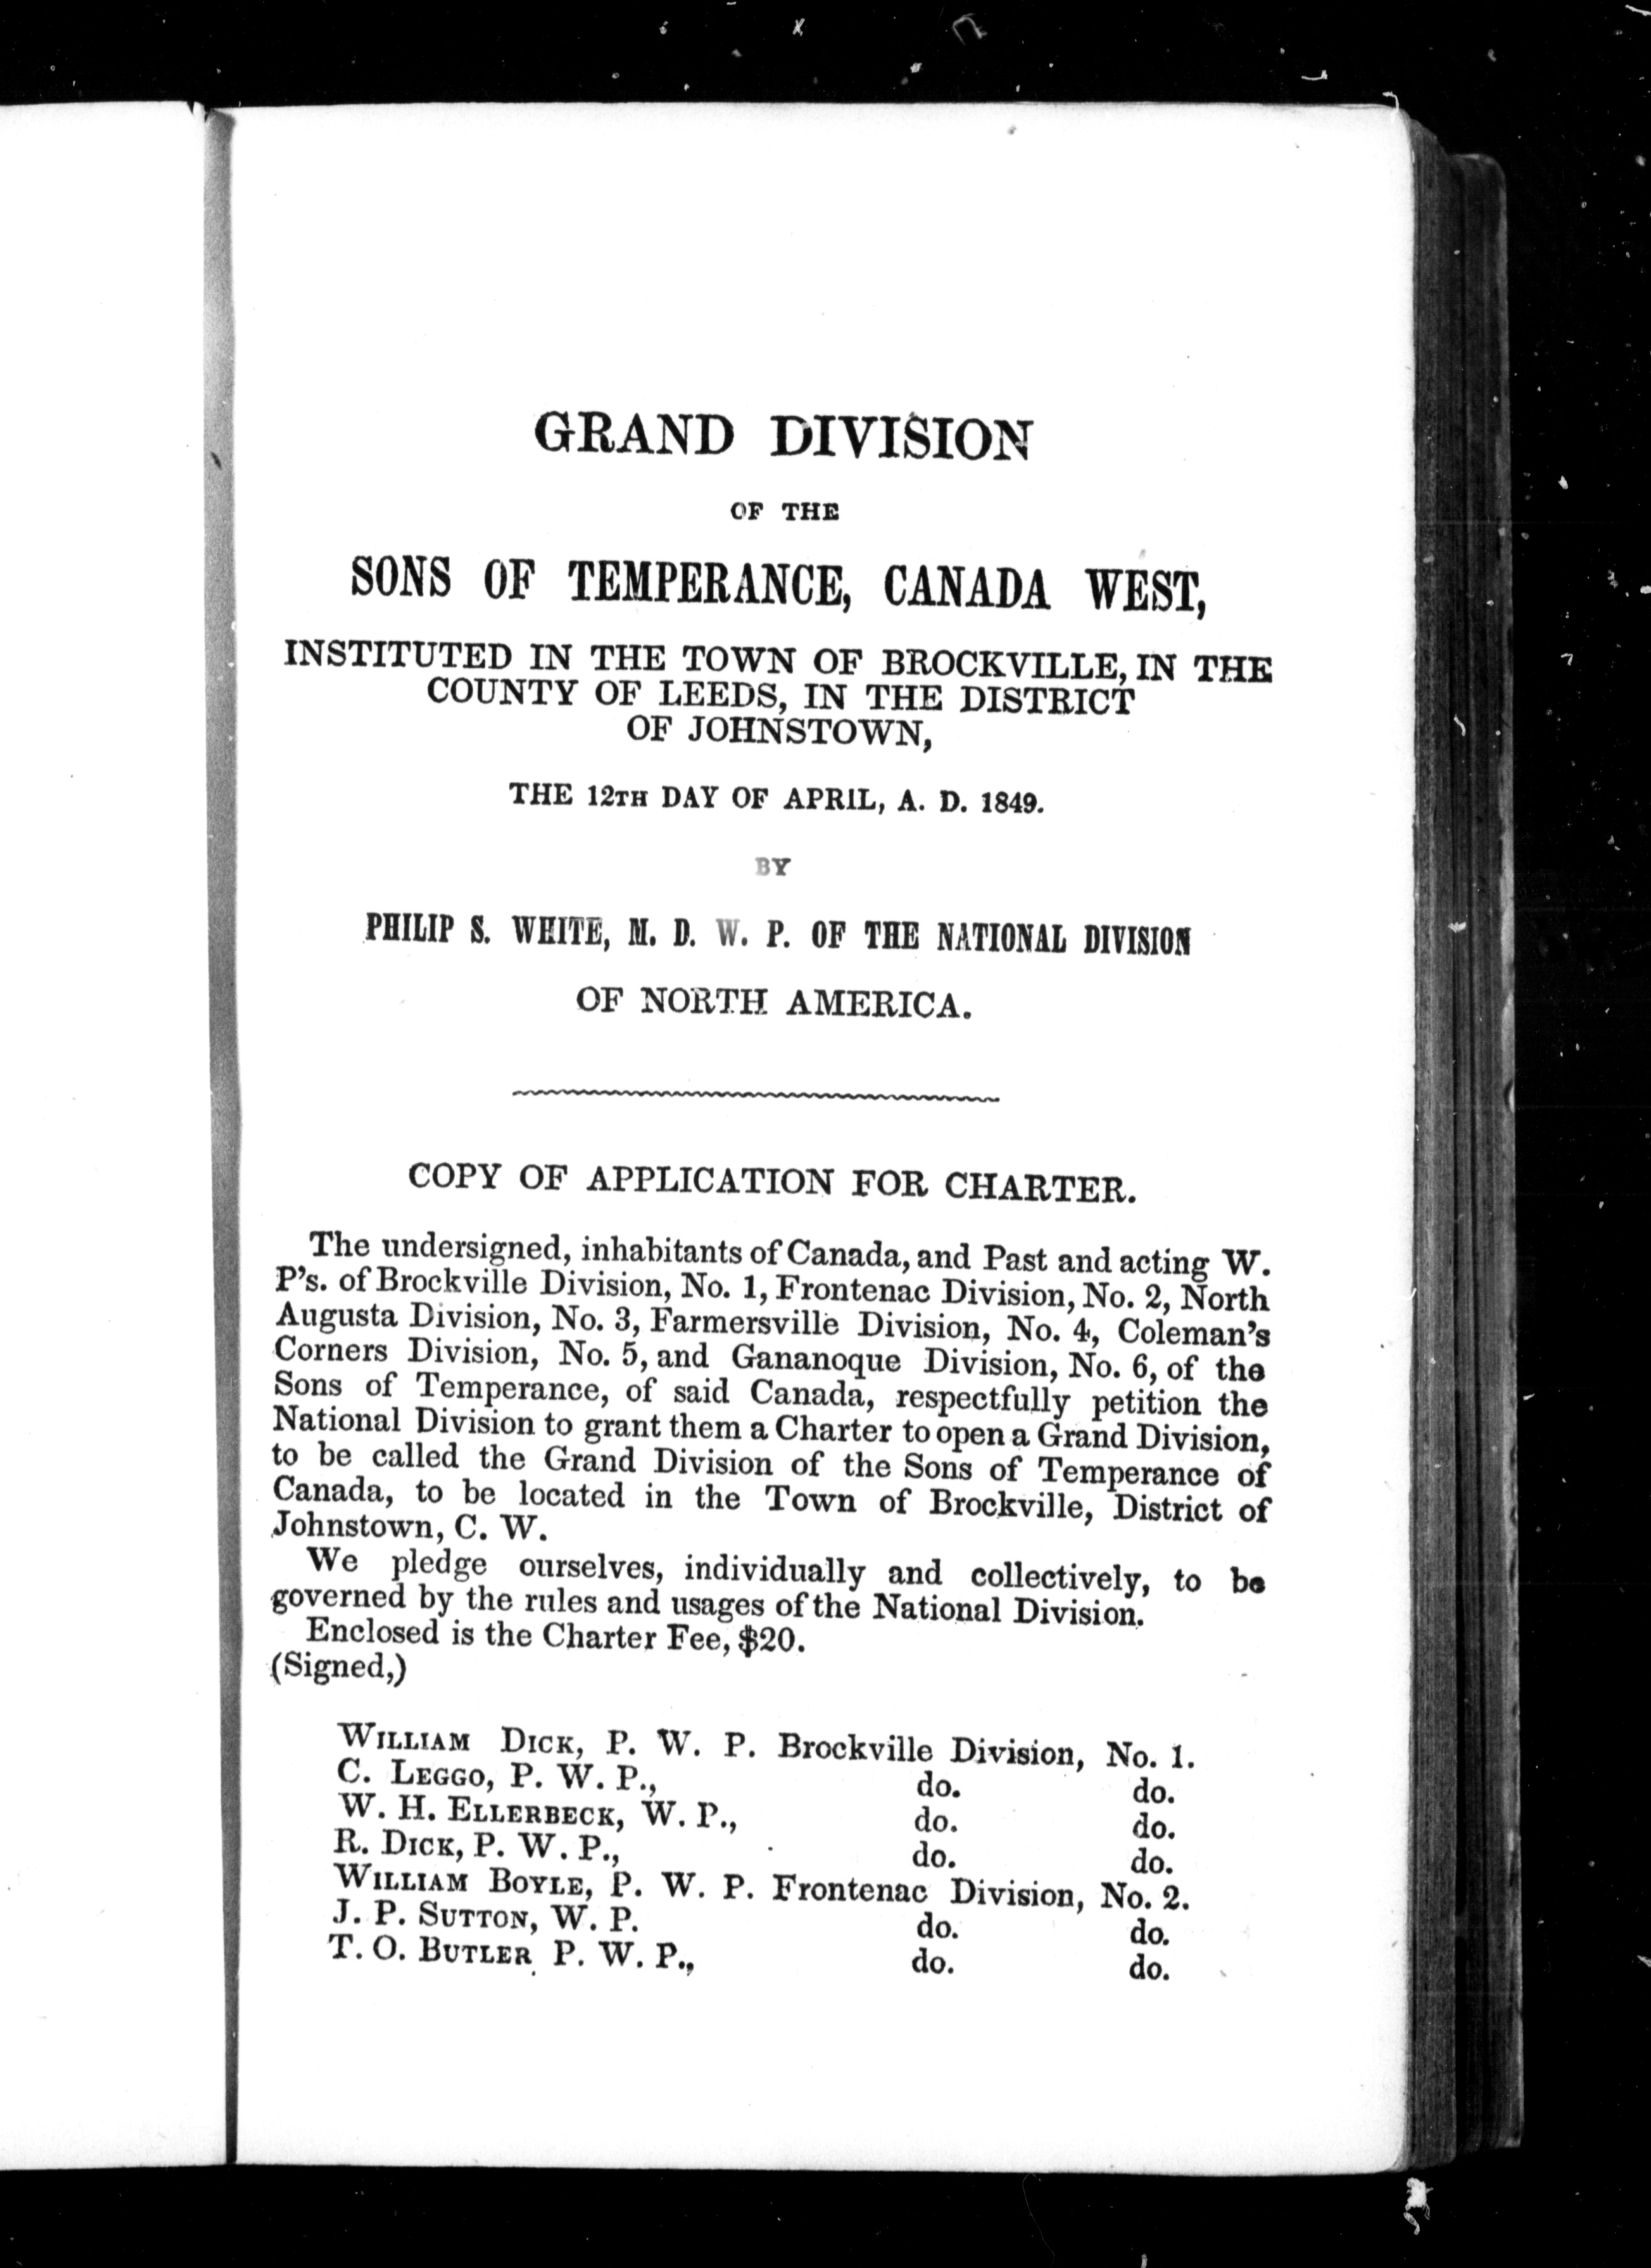 GRAND DIVISION
OF THE
SONS OF TEMPERANCE, CANADA WEST,
INSTITUTED IN THE TOWN OF BROCKVILLE, IN THE
COUNTY OF LEEDS, IN THE DISTRICT
OF JOHNSTOWN,
THE 12TH DAY OF APRIL, A. D. 1849.
BY
PHILIP S. WHITE, M. D. W. P. OF THE NATIONAL DIVISION
OF NORTH AMERICA.
COPY OF APPLICATION FOR CHARTER.
The undersigned, inhabitants of Canada, and Past and acting W.
P's. of Brockville Division, No. 1, Frontenac Division, No. 2, North
Augusta Division, No. 3, Farmersville Division, No. 4, Coleman's
Corners Division, No. 5, and Gananoque Division, No. 6, of the
Sons of Temperance, of said Canada, respectfully petition the
National Division to grant them a Charter to open a Grand Division,
to be called the Grand Division of the Sons of Temperance of
Canada, to be located in the Town of Brockville, District of
Johnstown, C. W.
We pledge ourselves, individually and collectively, to be
governed by the rules and usages of the National Division.
Enclosed is the Charter Fee, $20.
(Signed,)
WILLIAM DICK, P. W. P. Brockville Division, No. 1.
C. LEGGO, P. W. P., do. do.
W. H. ELLERBECK, W. P., do. do.
R. DICK, P. W. P., do. do.
WILLIAM BOYLE, P. W. P. Frontenac Division, No. 2.
J. P. SUTTON, W. P. do. do.
T. O. BUTLER P. W. P., do. do.